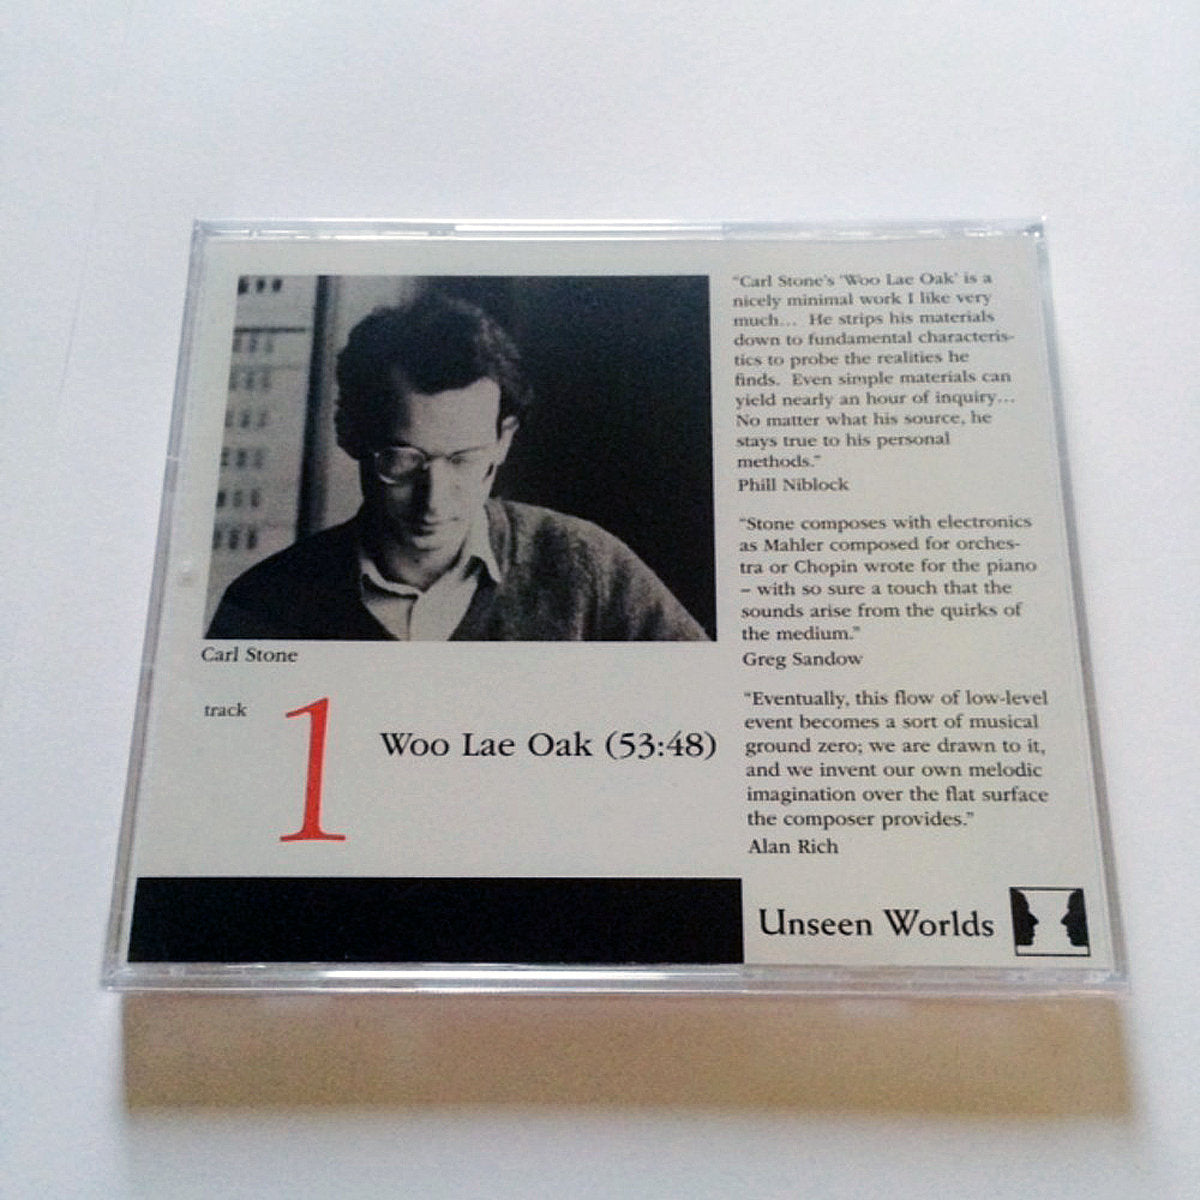 "Carl Stone's 'Woo Lae Oak' is a
nicely minimal work I like very
much... He strips his materials
down to fundamental characteris-
tics to probe the realities he
finds. Even simple materials can
yield nearly an hour of inquiry...
No matter what his source, he
stays true to his personal
methods."
Phill Niblock
"Stone composes with electronics
as Mahler composed for orches-
tra or Chopin wrote for the piano
– with so sure a touch that the
sounds arise from the quirks of
the medium."
Greg Sandow
"Eventually, this flow of low-level
event becomes a sort of musical
ground zero; we are drawn to it,
and we invent our own melodic
imagination over the flat surface
the composer provides."
Alan Rich
Carl Stone
track
1
Woo Lae Oak (53:48)
Unseen Worlds